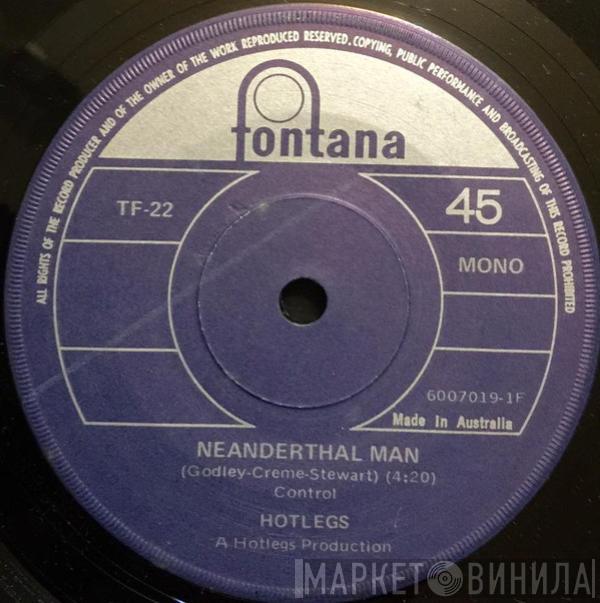 ALL RIGHTS OF THE RECORD PRODUCER AND OF THE OWNER OF THE WORK REPRODUCED RESERVED. COPYING, PUBLIC PERFORMANCE AND BROADCASTING OF THIS RECORD PROHIBITED
fontana
TF-22
45
MONO
6007019-1F
Made In Australia
NEANDERTHAL MAN
(Godley-Creme-Stewart) (4:20)
Control
HOTLEGS
A Hotlegs Production
МАРКЕТ ВИНИЛА